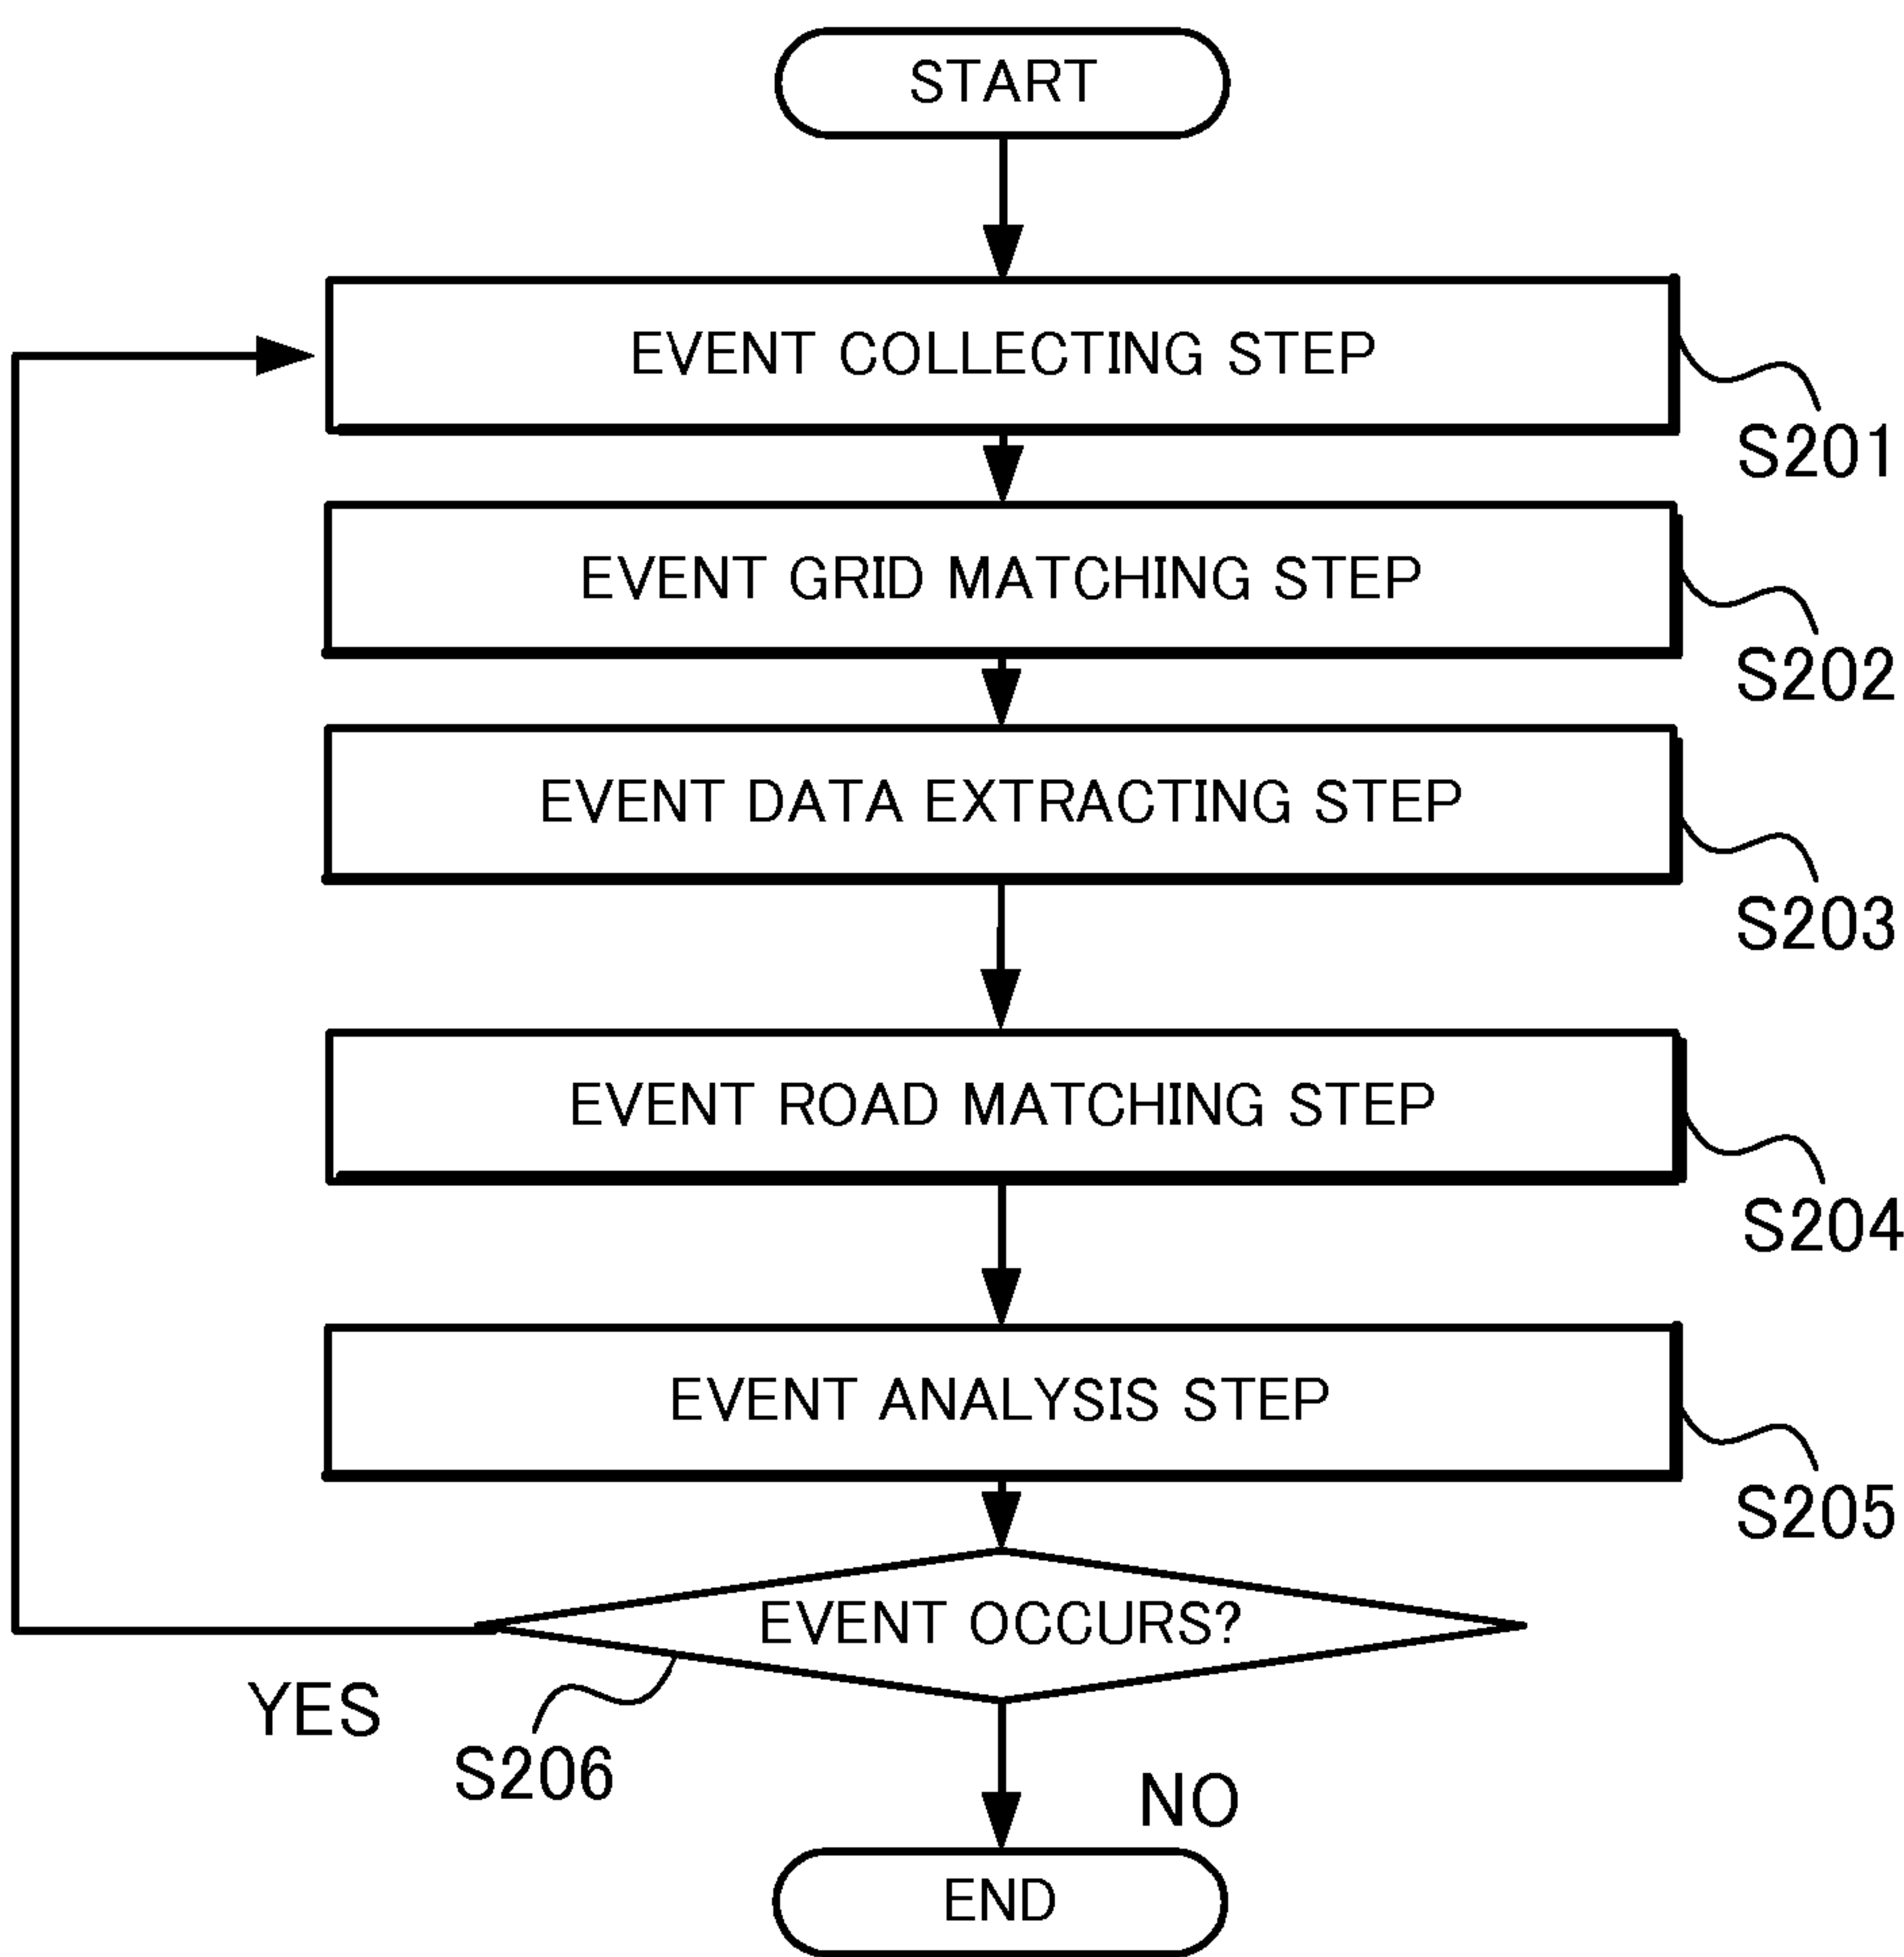 START
EVENT COLLECTING STEP
S201
EVENT GRID MATCHING STEP
S202
EVENT DATA EXTRACTING STEP
S203
EVENT ROAD MATCHING STEP
S204
EVENT ANALYSIS STEP
S205
EVENT OCCURS?
YES
S206
NO
END